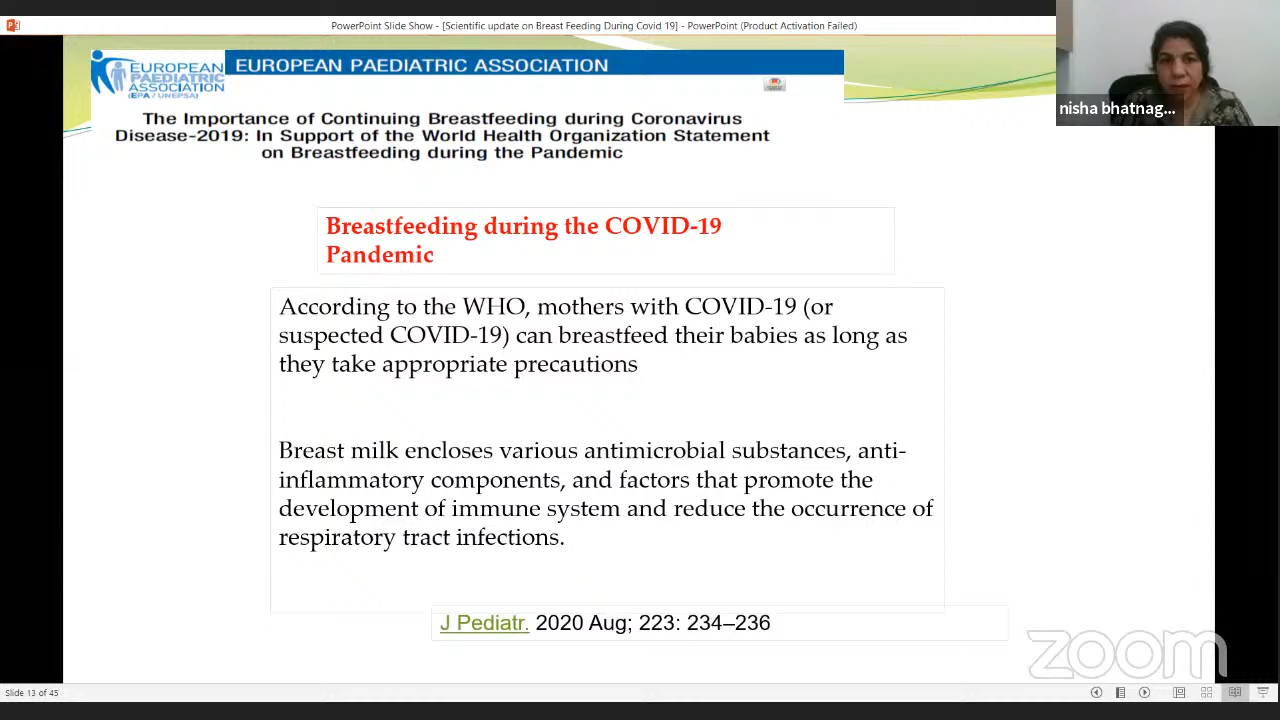 PowerPoint Slide Show - [Scientific update on Breast Feeding During Covid 19] - PowerPoint (Product Activation Failed)
EUROPEAN
PAEDIATRIC
ASSOCIATION
(EPA / UNEPSA)
EUROPEAN PAEDIATRIC ASSOCIATION
nisha bhatnag...
The Importance of Continuing Breastfeeding during Coronavirus
Disease-2019: In Support of the World Health Organization Statement
on Breastfeeding during the Pandemic
Breastfeeding during the COVID-19
Pandemic
According to the WHO, mothers with COVID-19 (or
suspected COVID-19) can breastfeed their babies as long as
they take appropriate precautions
Breast milk encloses various antimicrobial substances, anti-
inflammatory components, and factors that promote the
development of immune system and reduce the occurrence of
respiratory tract infections.
J Pediatr. 2020 Aug; 223: 234–236
zoom
Slide 13 of 45